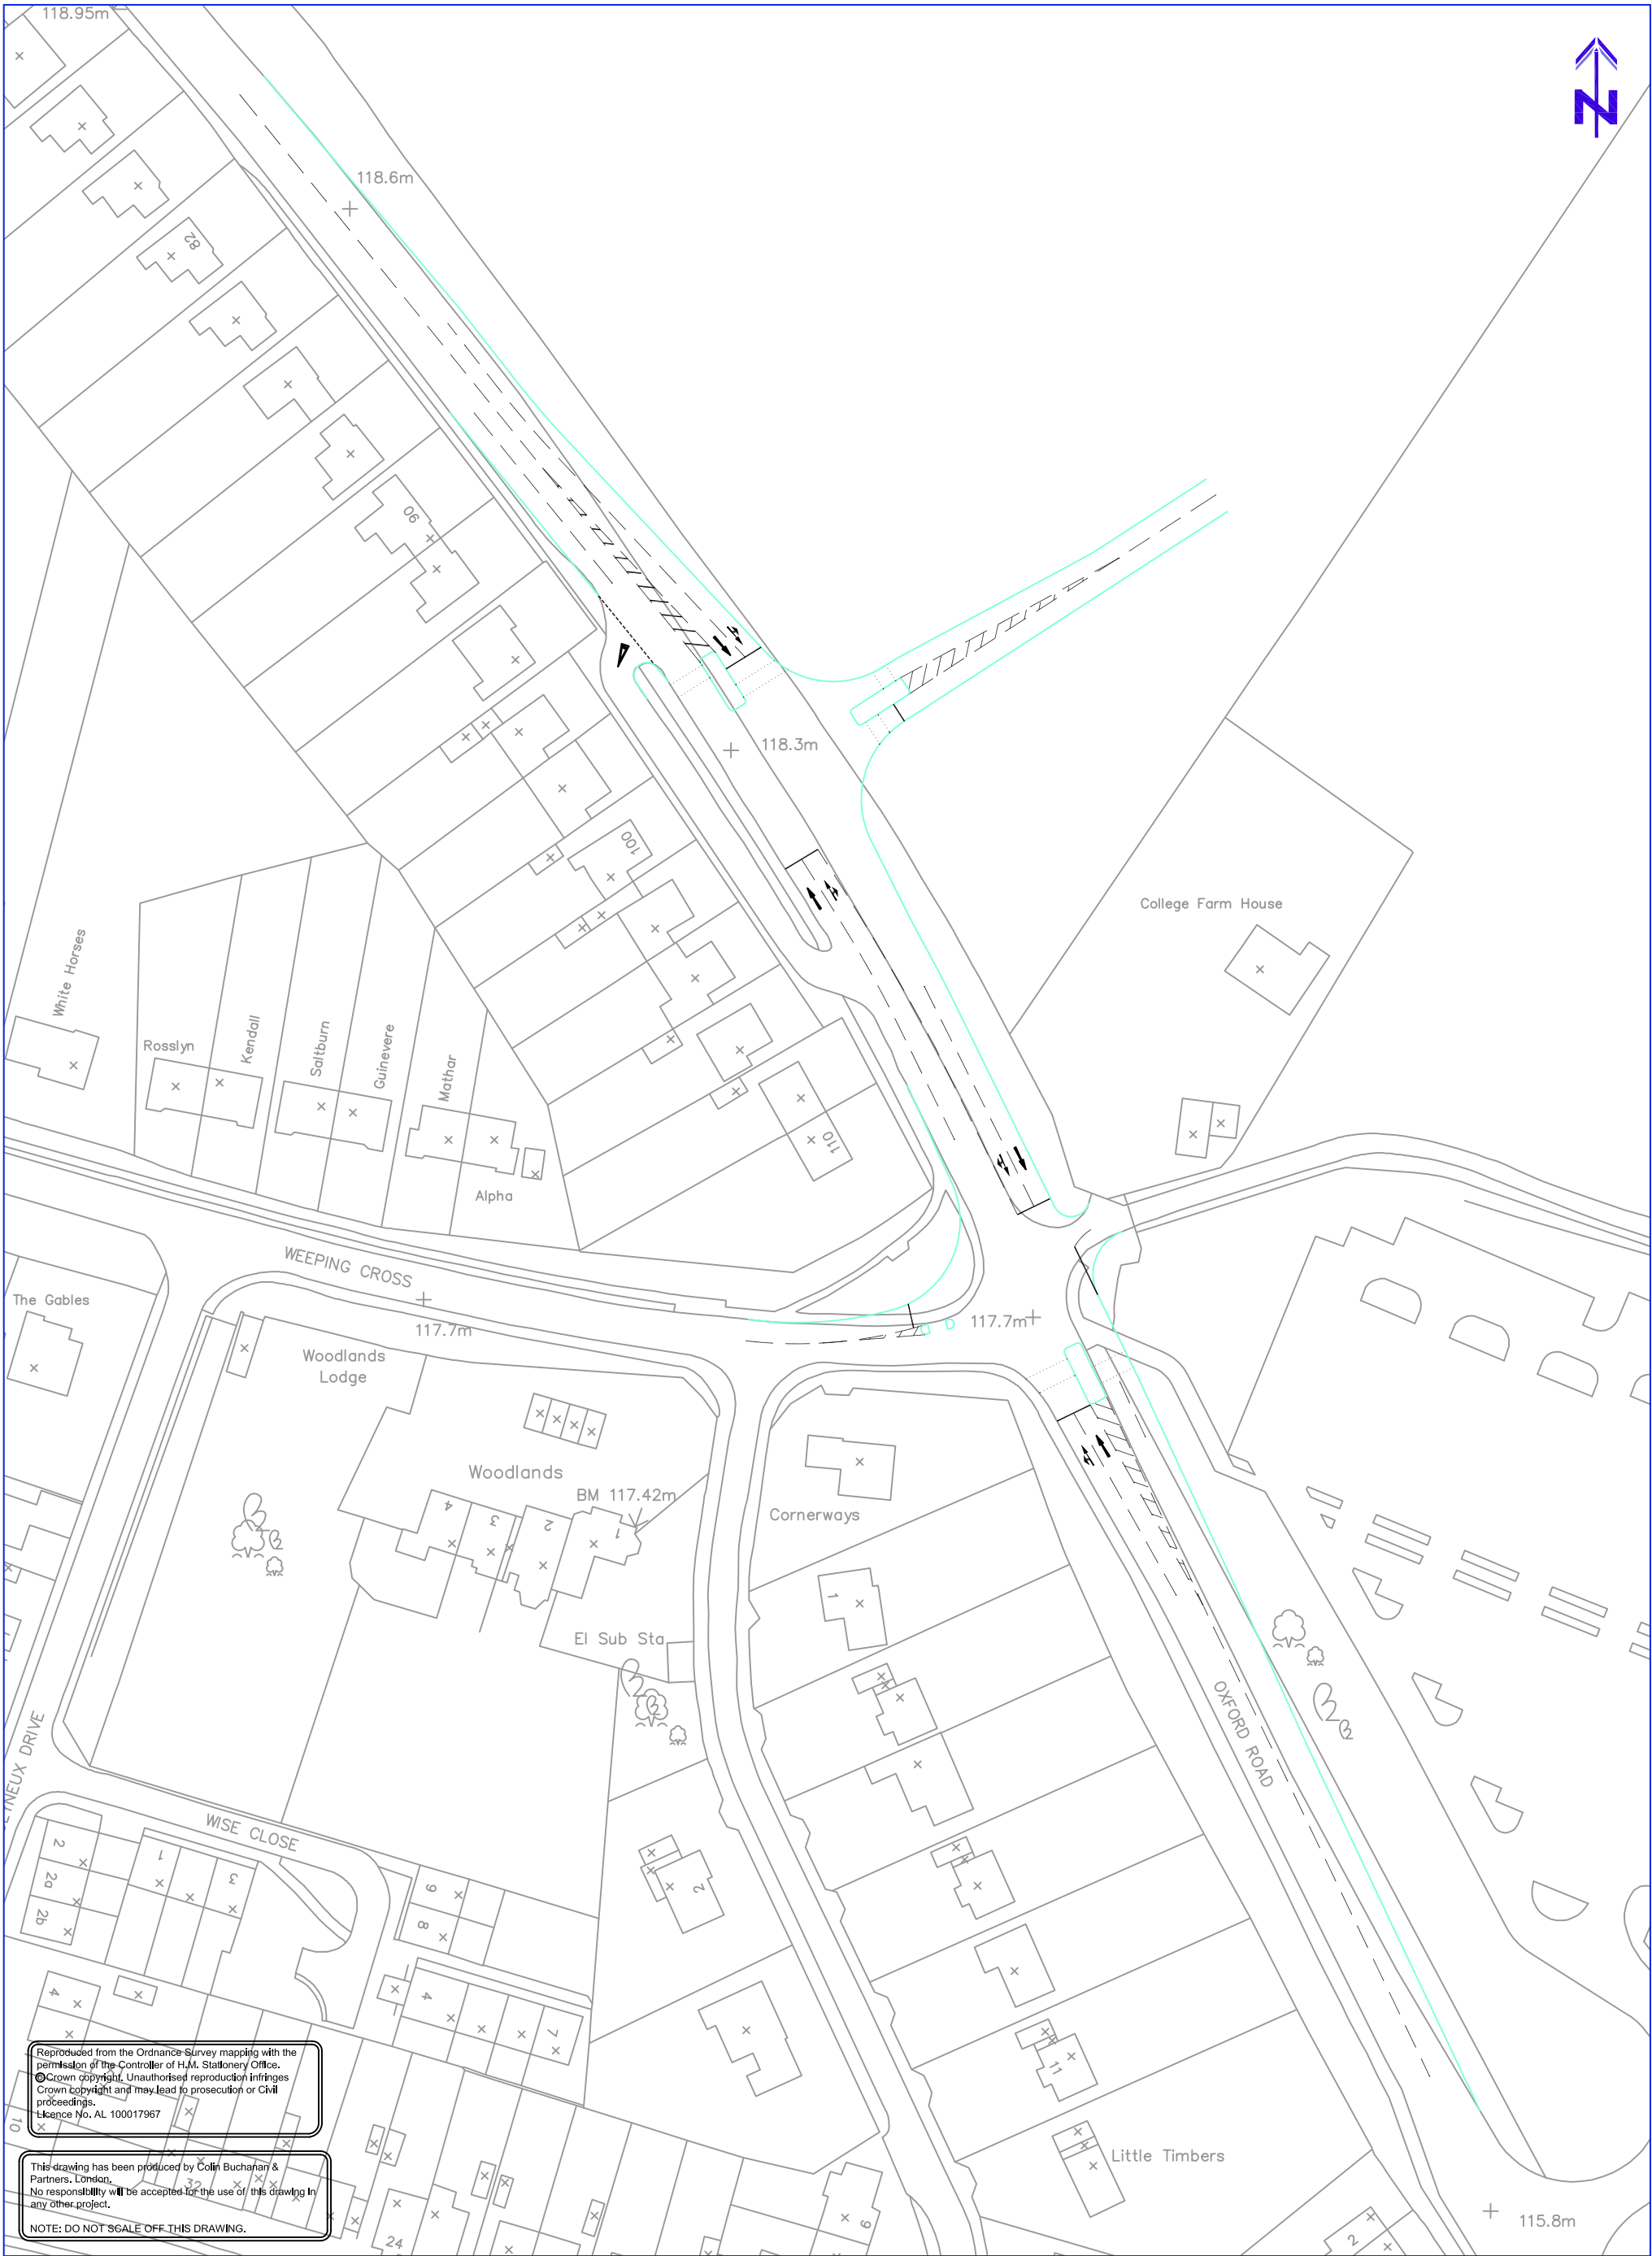 118.95m
N
118.6m
82
90
118.3m
100
College Farm House
White Horses
Rosslyn
Kendall
Saltburn
Guinevere
Mathar
110
Alpha
WEEPING CROSS
The Gables
117.7m
117.7m
Woodlands
Lodge
Woodlands
BM 117.42m
4
3
2
1
Cornerways
1
El Sub Sta
OXFORD ROAD
YNEUX DRIVE
WISE CLOSE
2
2a
2b
1
3
9
8
2
4
4
7
11
10
Reproduced from the Ordnance Survey mapping with the
permission of the Controller of H.M. Stationery Office.
© Crown copyright. Unauthorised reproduction infringes
Crown copyright and may lead to prosecution or Civil
proceedings.
Licence No. AL 100017967
Little Timbers
This drawing has been produced by Colin Buchanan &
Partners. London.
No responsibility will be accepted for the use of this drawing in
any other project.
NOTE: DO NOT SCALE OFF THIS DRAWING.
32
24
9
2
115.8m